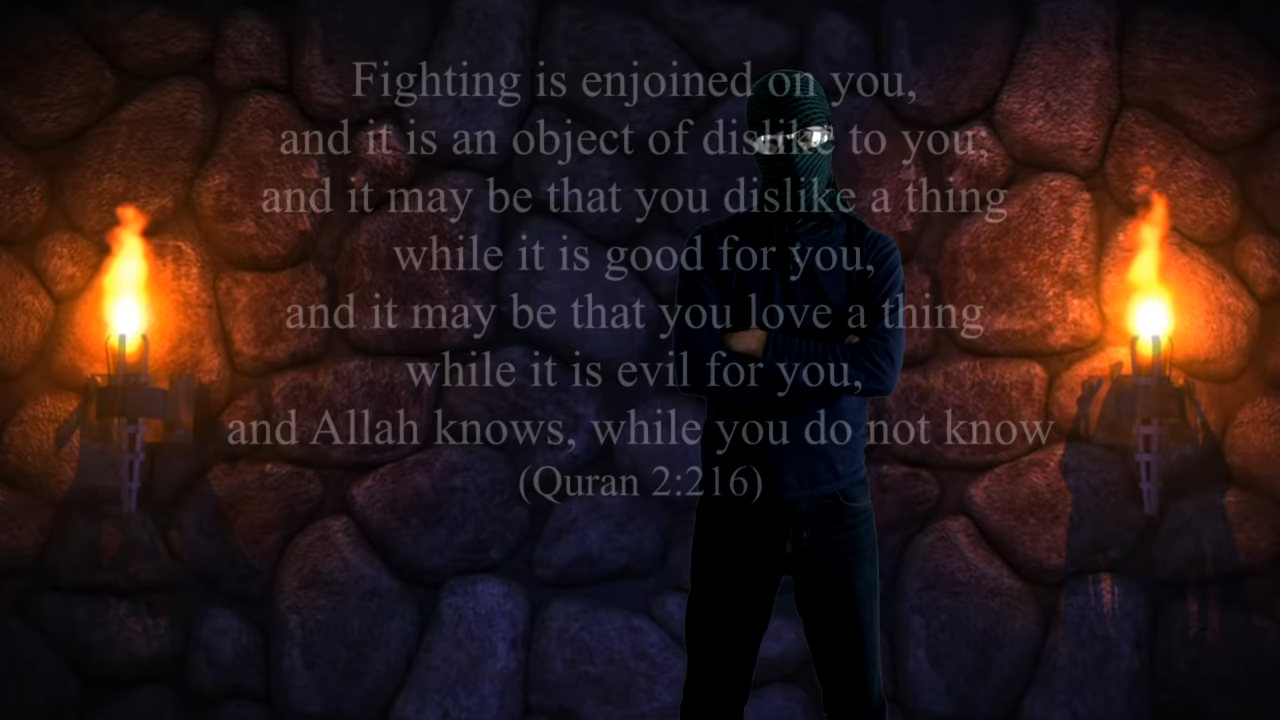 Fighting is enjoined on you,
and it is an object of dislike to you;
and it may be that you dislike a thing
while it is good for you,
and it may be that you love a thing
while it is evil for you,
and Allah knows, while you do not know
(Quran 2:216)